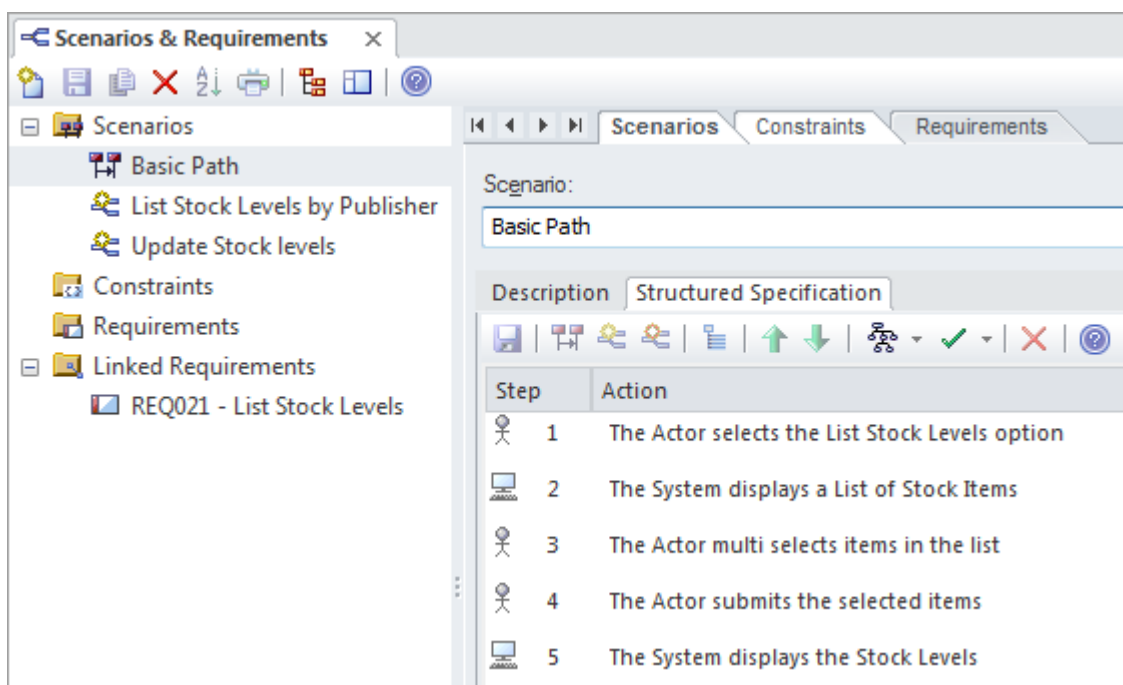 Scenarios & Requirements
Scenarios
Basic Path
List Stock Levels by Publisher
Update Stock levels
Constraints
Requirements
Linked Requirements
REQ021 - List Stock Levels
Scenarios Constraints Requirements
Scenario:
Basic Path
Description Structured Specification
Step Action
1 The Actor selects the List Stock Levels option
2 The System displays a List of Stock Items
3 The Actor multi selects items in the list
4 The Actor submits the selected items
5 The System displays the Stock Levels